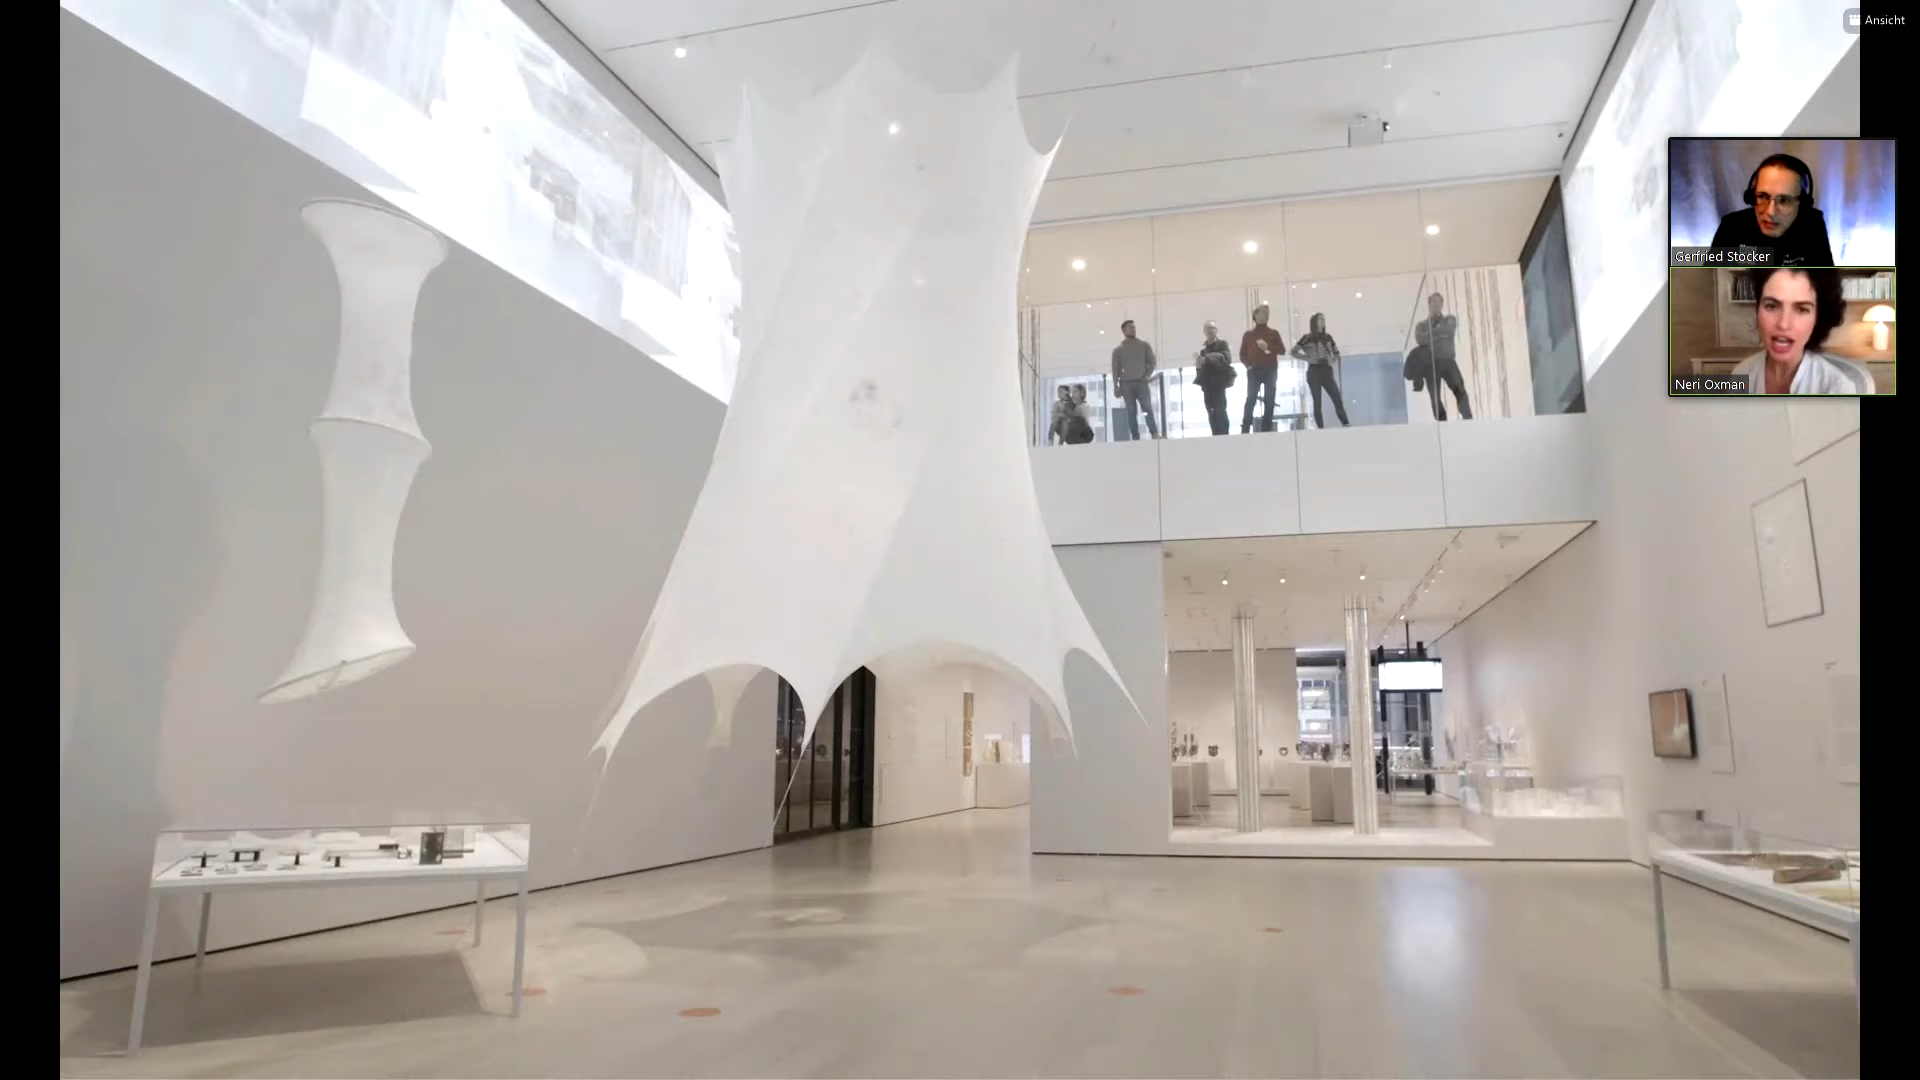 Ansicht
Gerfried Stocker
Neri Oxman